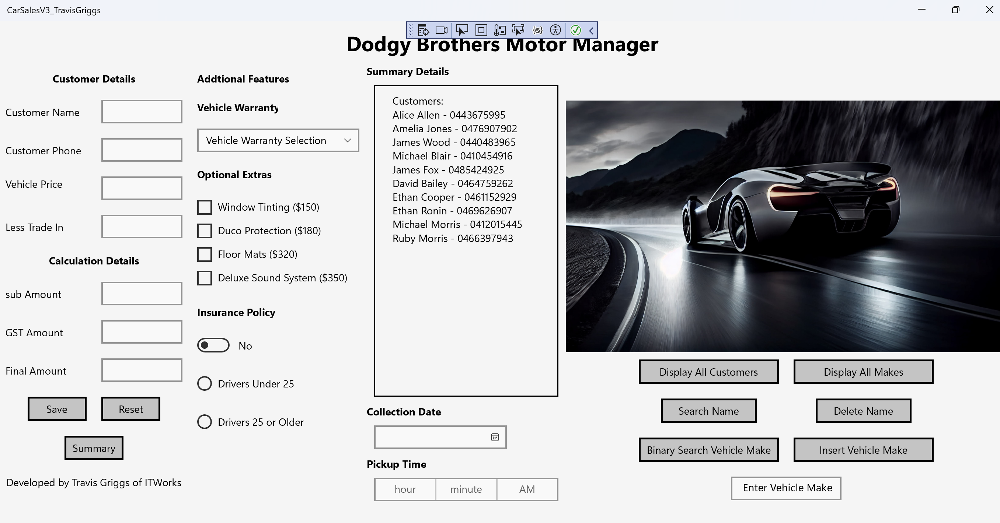 CarSalesV3_TravisGriggs
Dodgy Brothers Motor Manager
Customer Details
Customer Name
Customer Phone
Vehicle Price
Less Trade In
Calculation Details
sub Amount
GST Amount
Final Amount
Save
Reset
Summary
Developed by Travis Griggs of ITWorks
Addtional Features
Vehicle Warranty
Vehicle Warranty Selection
Optional Extras
Window Tinting ($150)
Duco Protection ($180)
Floor Mats ($320)
Deluxe Sound System ($350)
Insurance Policy
No
Drivers Under 25
Drivers 25 or Older
Summary Details
Customers:
Alice Allen - 0443675995
Amelia Jones - 0476907902
James Wood - 0440483965
Michael Blair - 0410454916
James Fox - 0485424925
David Bailey - 0464759262
Ethan Cooper - 0461152929
Ethan Ronin - 0469626907
Michael Morris - 0412015445
Ruby Morris - 0466397943
Collection Date
Pickup Time
hour
minute
AM
Display All Customers
Display All Makes
Search Name
Delete Name
Binary Search Vehicle Make
Insert Vehicle Make
Enter Vehicle Make